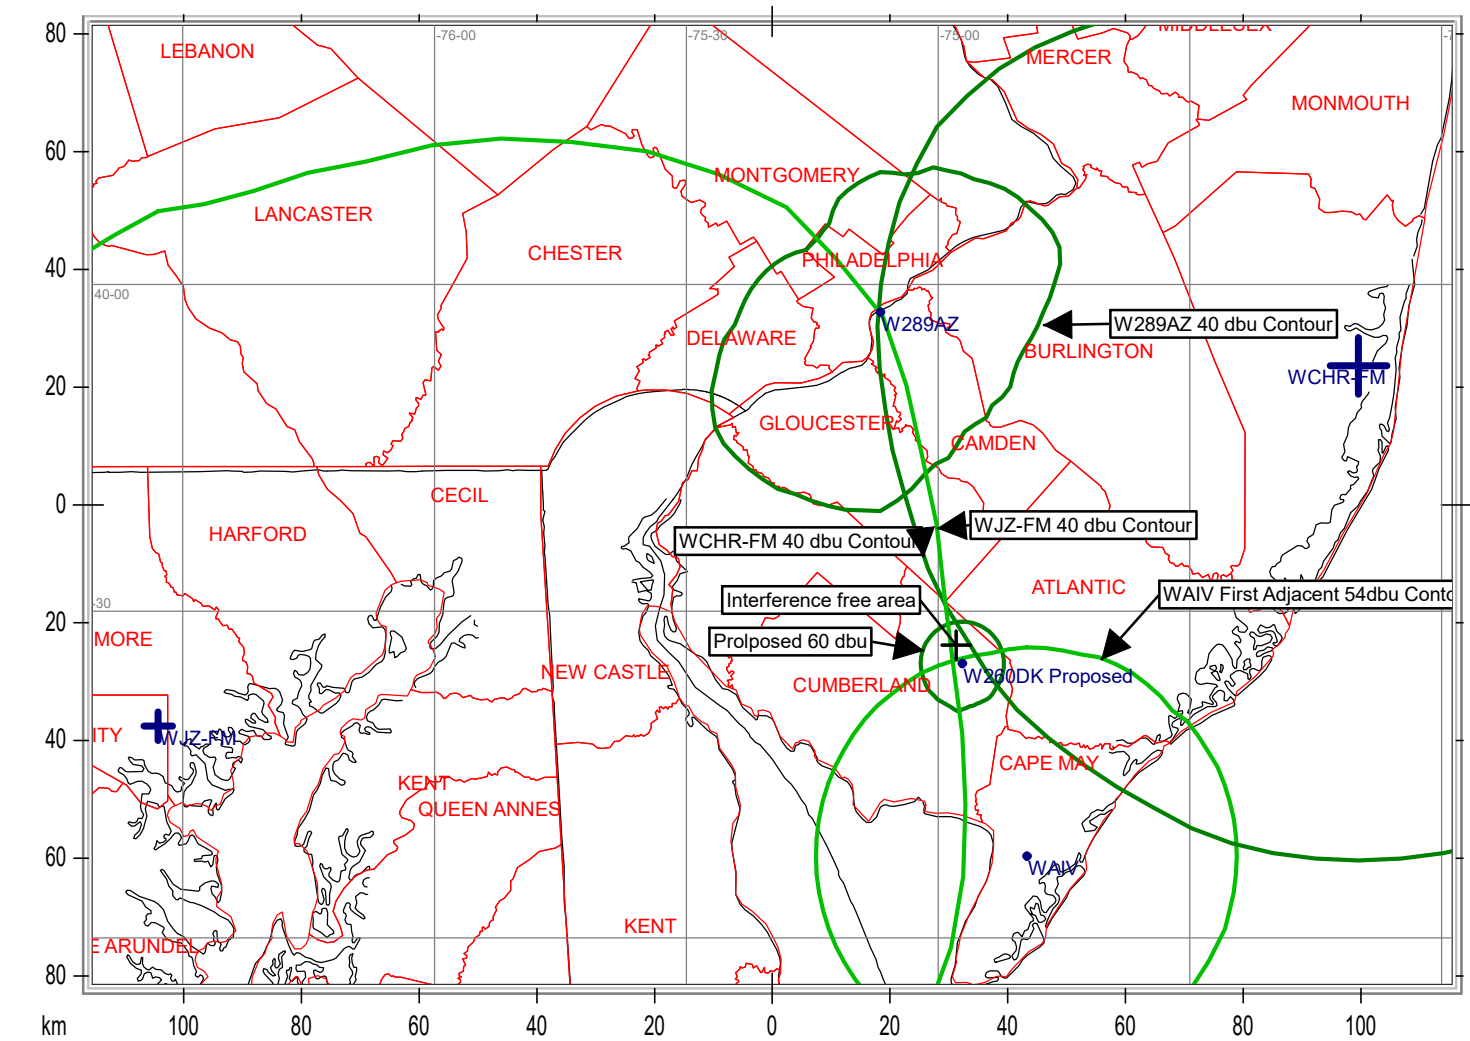 80
-76-00
-75-30
-75-00
MIDDLESEX
LEBANON
MERCER
MONMOUTH
60
MONTGOMERY
LANCASTER
CHESTER
PHILADELPHIA
40
40-00
W289AZ
W289AZ 40 dbu Contour
DELAWARE
BURLINGTON
WCHR-FM
20
GLOUCESTER
CAMDEN
CECIL
0
HARFORD
WJZ-FM 40 dbu Contour
WCHR-FM 40 dbu Contour
ATLANTIC
WAIV First Adjacent 54dbu Conto
Interference free area
-30
20
MORE
Prolposed 60 dbu
NEW CASTLE
W260DK Proposed
CUMBERLAND
ITY
WJZ-FM
40
CAPE MAY
KENT
QUEEN ANNES
60
WAIV
KENT
E ARUNDEL
80
km
100
80
60
40
20
0
20
40
60
80
100